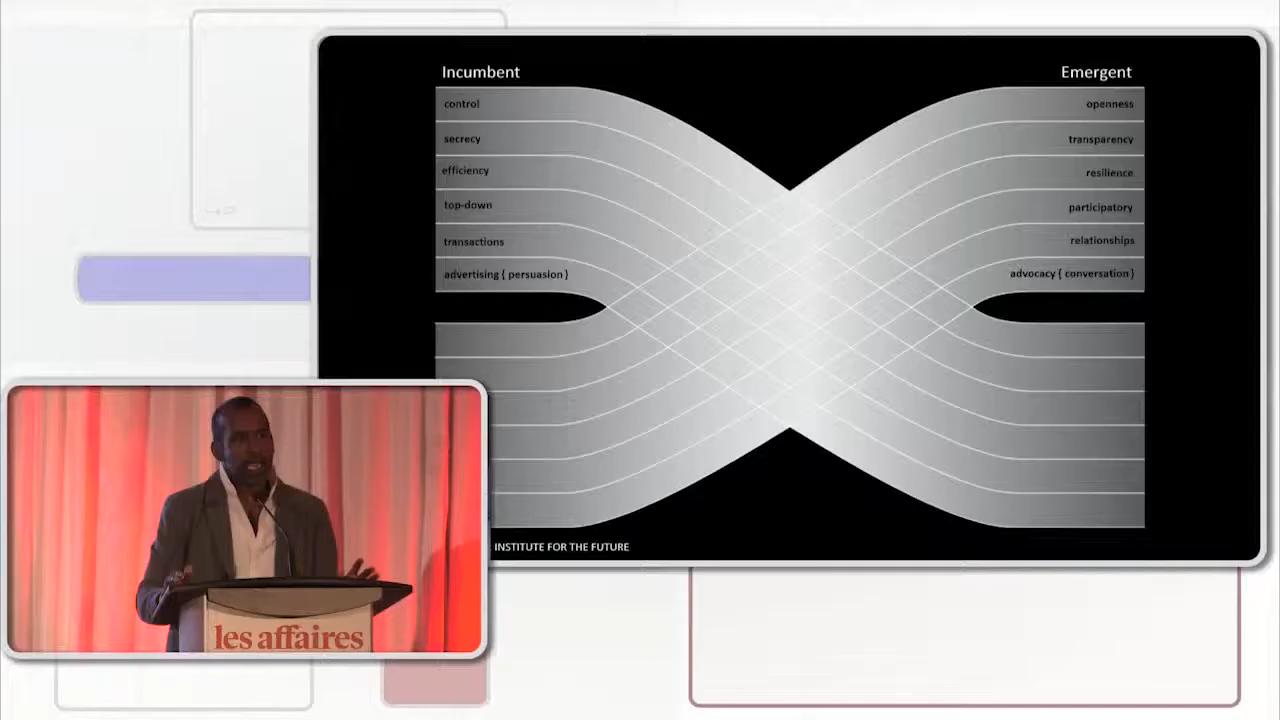 Incumbent
Emergent
control
openness
secrecy
transparency
efficiency
resilience
top-down
participatory
transactions
relationships
advertising { persuasion }
advocacy { conversation }
INSTITUTE FOR THE FUTURE
les affaires